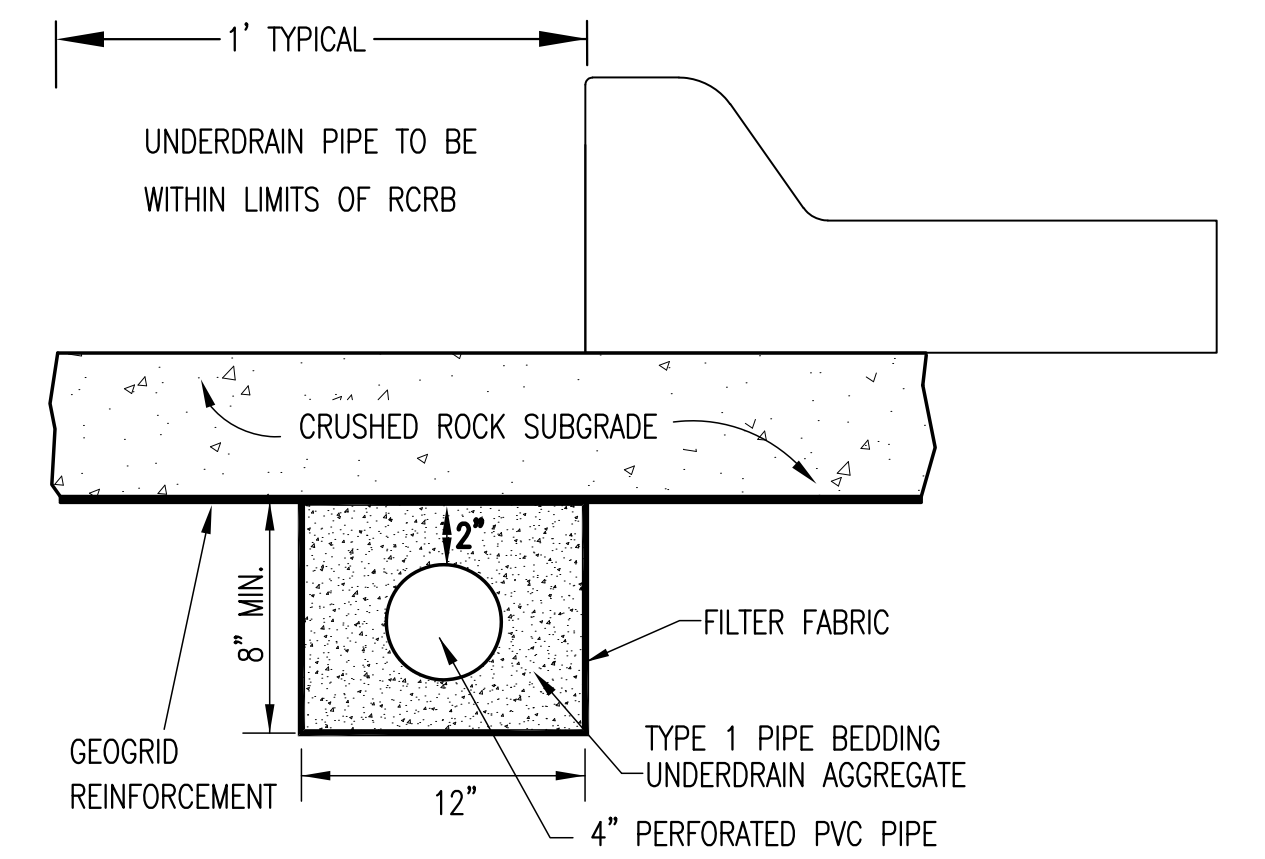 1' TYPICAL
UNDERDRAIN PIPE TO BE
WITHIN LIMITS OF RCRB
CRUSHED ROCK SUBGRADE
2"
8" MIN.
FILTER FABRIC
GEOGRID
REINFORCEMENT
TYPE 1 PIPE BEDDING
UNDERDRAIN AGGREGATE
12"
4" PERFORATED PVC PIPE